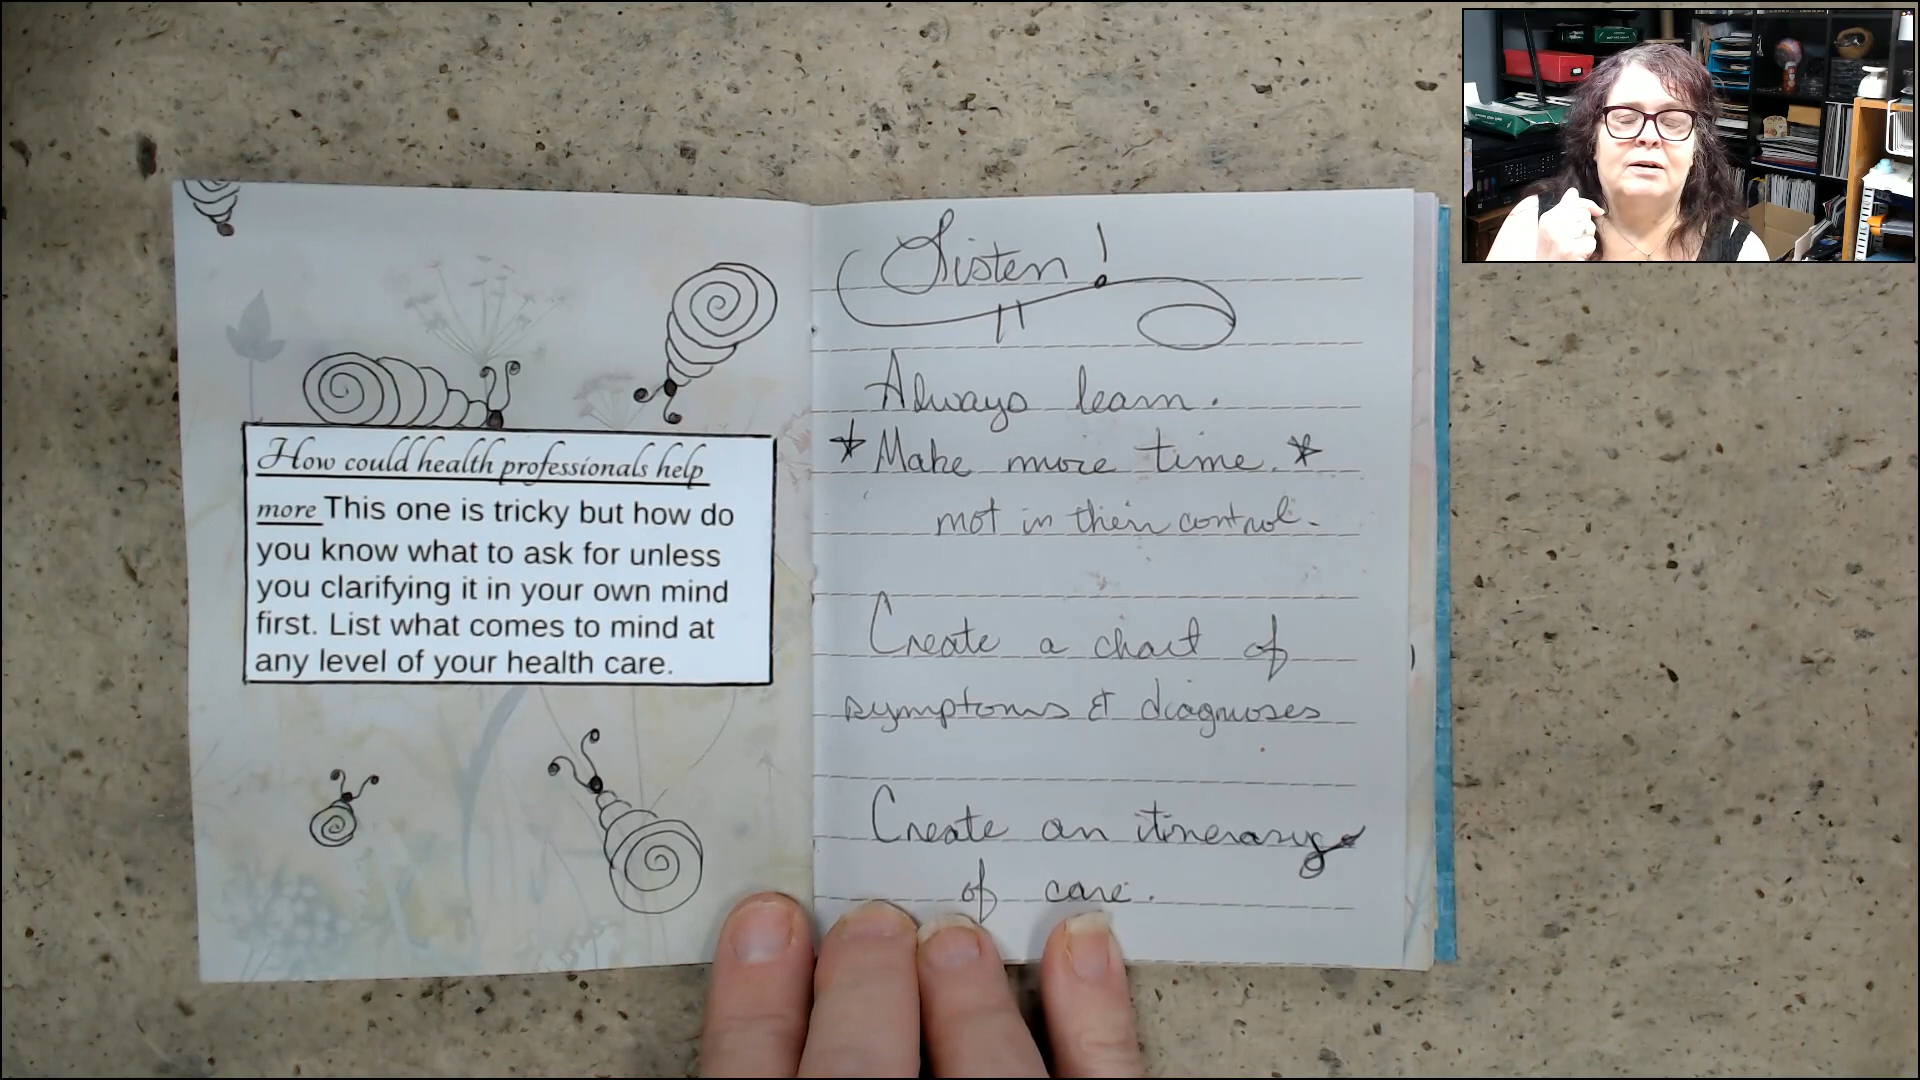 How could health professionals help
more This one is tricky but how do
you know what to ask for unless
you clarifying it in your own mind
first. List what comes to mind at
any level of your health care.
Listen!
Always learn.
*Make more time.*
not in their control.
Create a chart of
symptoms & diagnoses
Create an itinerary
of care.